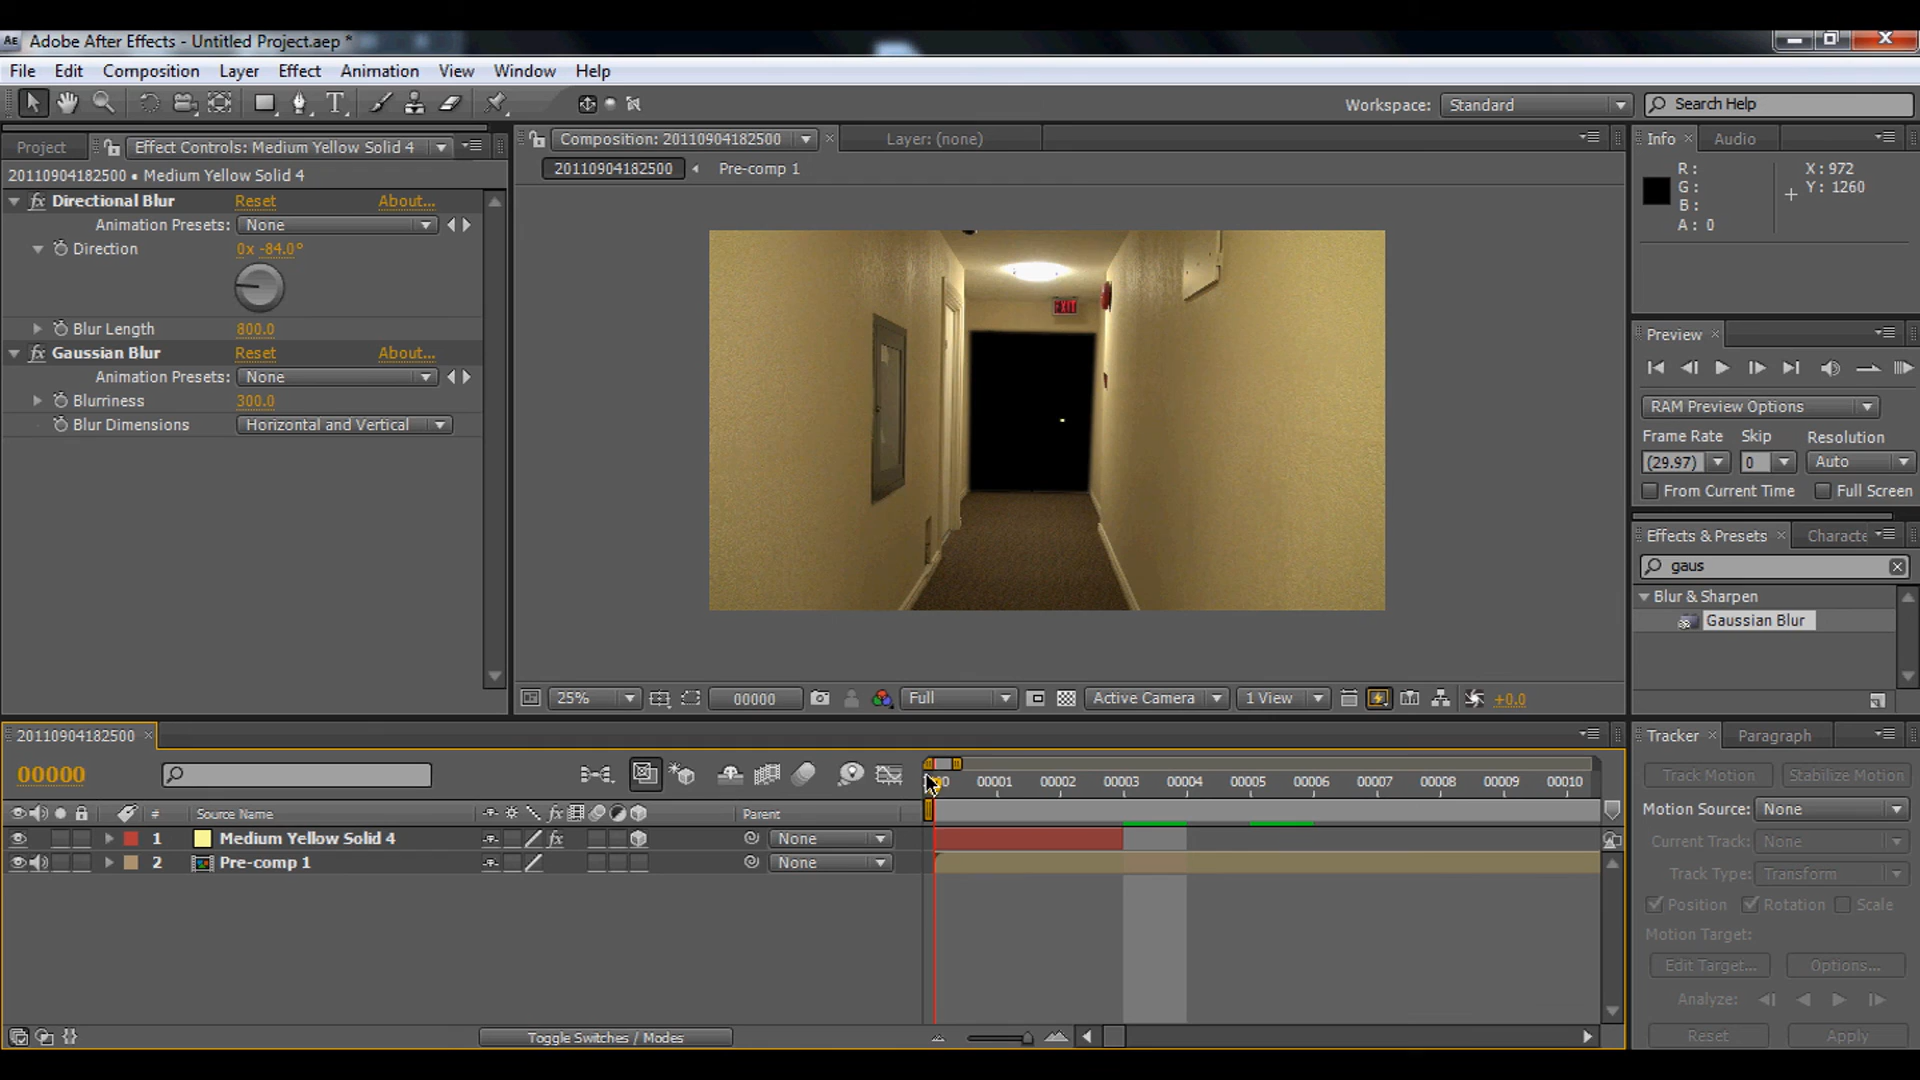 Adobe After Effects - Untitled Project.aep *
File Edit Composition Layer Effect Animation View Window Help
Workspace: Standard Search Help
Project Effect Controls: Medium Yellow Solid 4
20110904182500 • Medium Yellow Solid 4
Directional Blur Reset About...
Animation Presets: None
Direction 0x -84.0°
Blur Length 800.0
Gaussian Blur Reset About...
Animation Presets: None
Blurriness 300.0
Blur Dimensions Horizontal and Vertical
Composition: 20110904182500 Layer: (none)
20110904182500 Pre-comp 1
EXIT
25% 00000 Full Active Camera 1 View +0.0
Info Audio
R: X: 972
G: Y: 1260
B:
A: 0
Preview
RAM Preview Options
Frame Rate Skip Resolution
(29.97) 0 Auto
From Current Time Full Screen
Effects & Presets Characte
gaus
Blur & Sharpen
Gaussian Blur
20110904182500
00000
00001 00002 00003 00004 00005 00006 00007 00008 00009 00010
# Source Name Parent
1 Medium Yellow Solid 4 None
2 Pre-comp 1 None
Toggle Switches / Modes
Tracker Paragraph
Track Motion Stabilize Motion
Motion Source: None
Current Track: None
Track Type: Transform
Position Rotation Scale
Motion Target:
Edit Target... Options...
Analyze:
Reset Apply